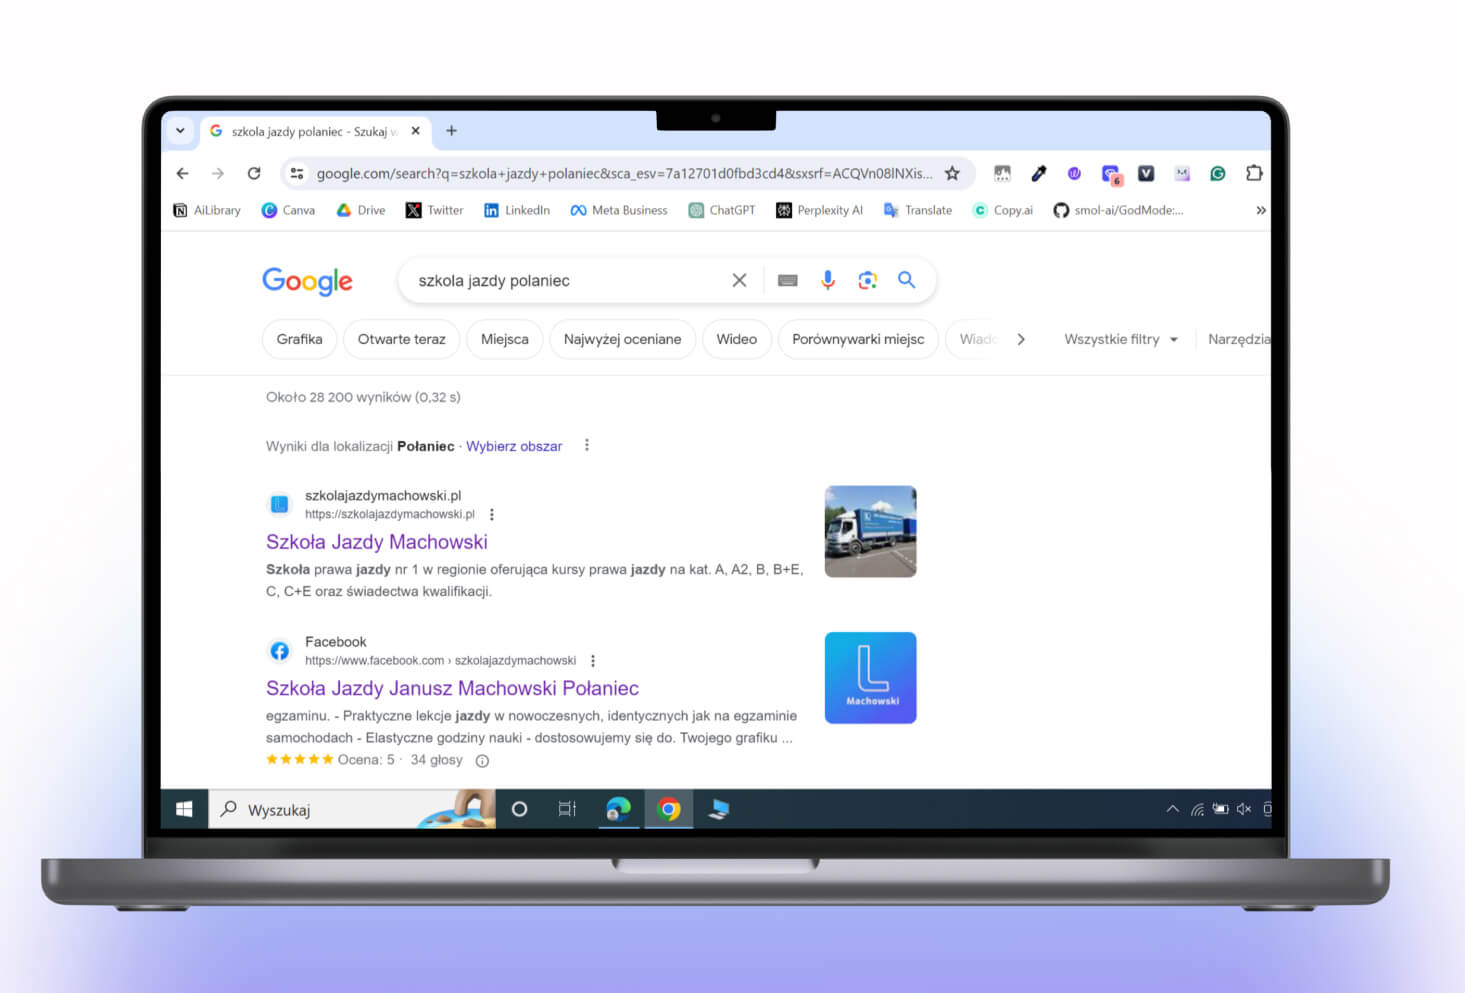 szkola jazdy polaniec - Szukaj w
google.com/search?q=szkola+jazdy+polaniec&sca_esv=7a12701d0fbd3cd4&sxsrf=ACQVn08lNXis...
6
V
AiLibrary Canva Drive Twitter LinkedIn Meta Business ChatGPT Perplexity AI Translate Copy.ai smol-ai/GodMode:... »
Google
szkola jazdy polaniec
Grafika Otwarte teraz Miejsca Najwyżej oceniane Wideo Porównywarki miejsc Wiadc Wszystkie filtry Narzędzia
Około 28 200 wyników (0,32 s)
Wyniki dla lokalizacji Połaniec · Wybierz obszar
szkolajazdymachowski.pl
https://szkolajazdymachowski.pl
Szkoła Jazdy Machowski
Szkoła prawa jazdy nr 1 w regionie oferująca kursy prawa jazdy na kat. A, A2, B, B+E,
C, C+E oraz świadectwa kwalifikacji.
Facebook
https://www.facebook.com › szkolajazdymachowski
Szkoła Jazdy Janusz Machowski Połaniec
egzaminu. - Praktyczne lekcje jazdy w nowoczesnych, identycznych jak na egzaminie
samochodach - Elastyczne godziny nauki - dostosowujemy się do. Twojego grafiku ...
Ocena: 5 · 34 głosy
L
Machowski
Wyszukaj